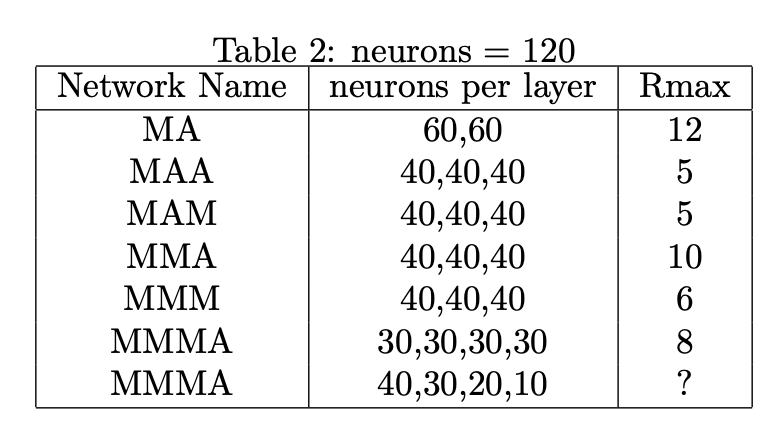 Table 2: neurons = 120
Network Name neurons per layer Rmax
MA 60,60 12
MAA 40,40,40 5
MAM 40,40,40 5
MMA 40,40,40 10
MMM 40,40,40 6
MMMA 30,30,30,30 8
MMMA 40,30,20,10 ?